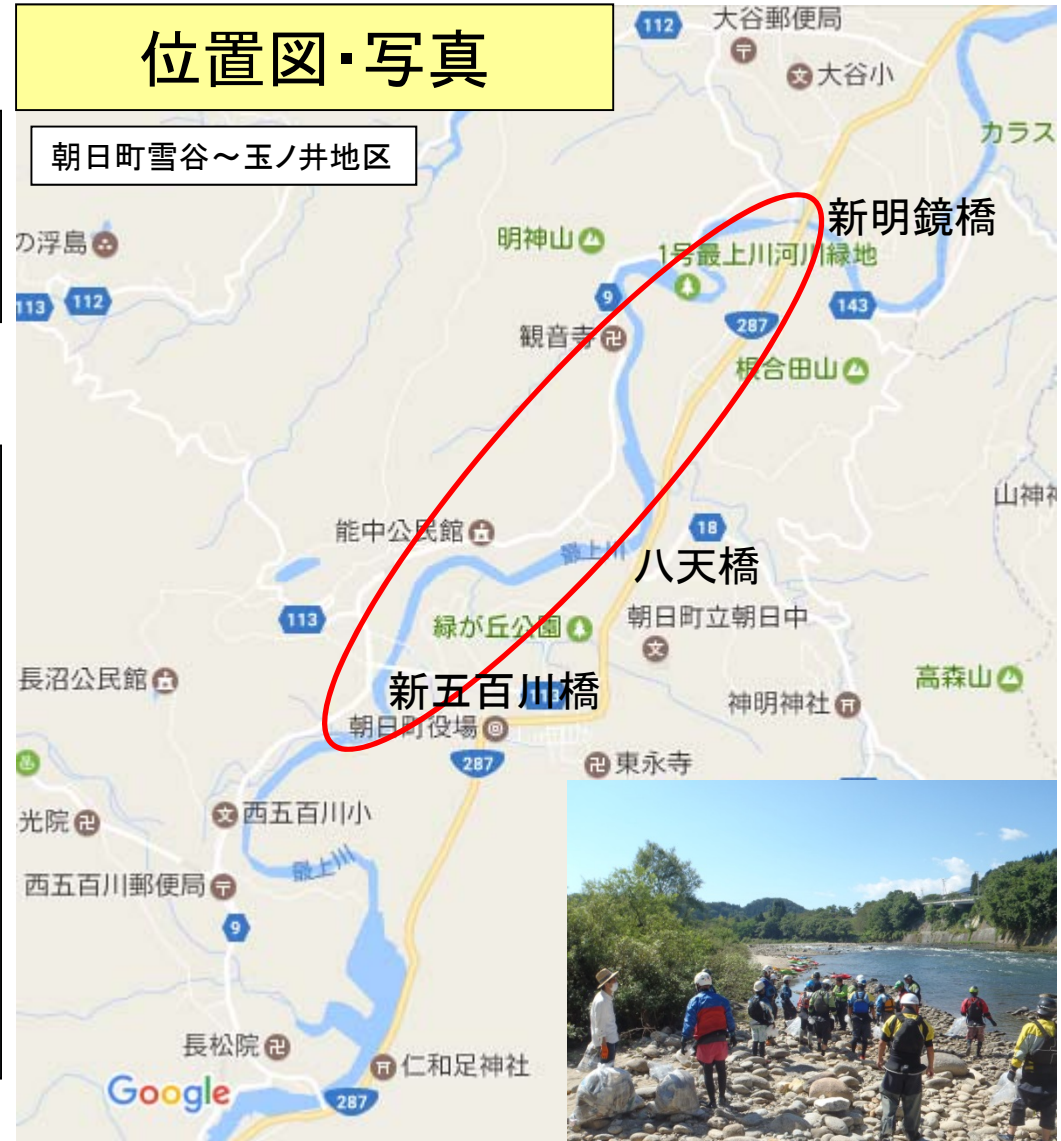 位置図・写真
朝日町雪谷～玉ノ井地区
大谷郵便局
112
大谷小
カラス
新明鏡橋
の浮島
明神山
1号最上川河川緑地
113
112
9
143
287
観音寺
根合田山
山神神
能中公民館
最上川
18
八天橋
113
緑が丘公園
朝日町立朝日中
長沼公民館
新五百川橋
113
高森山
神明神社
朝日町役場
287
東永寺
光院
西五百川小
最上川
西五百川郵便局
9
長松院
仁和足神社
Google
287